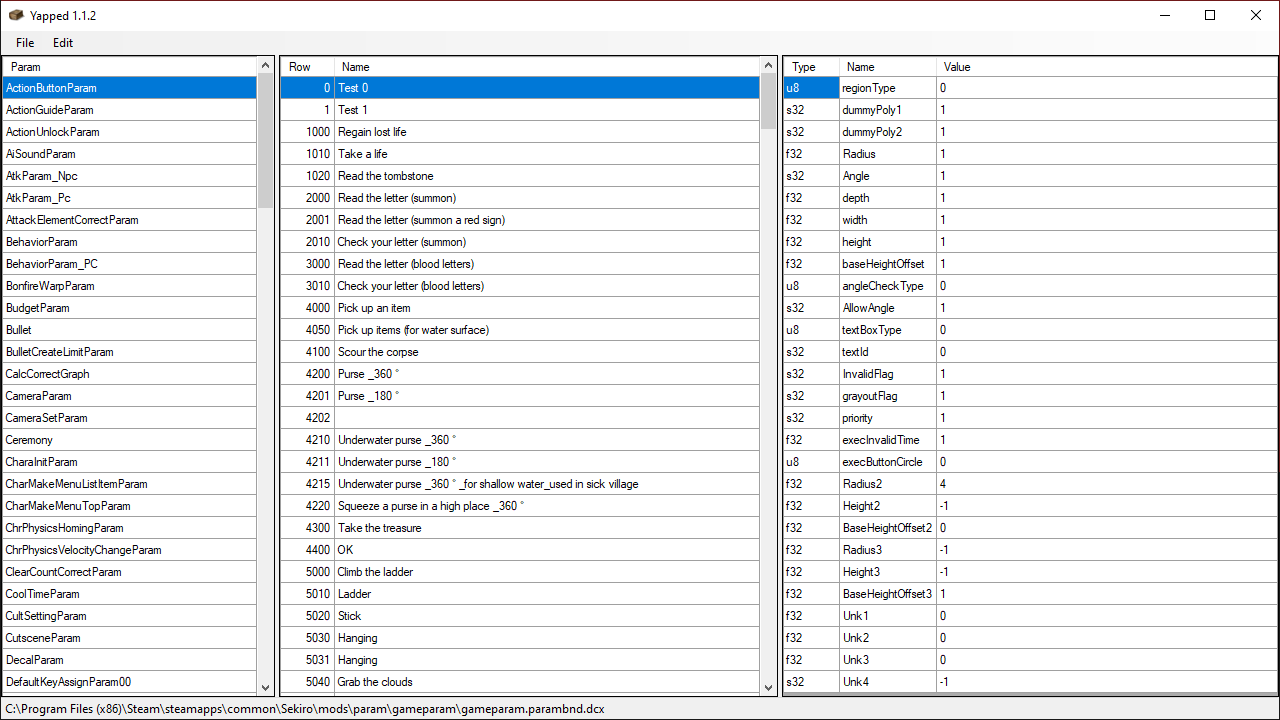 Yapped 1.1.2
File Edit
Param
ActionButtonParam
ActionGuideParam
ActionUnlockParam
AiSoundParam
AtkParam_Npc
AtkParam_Pc
AttackElementCorrectParam
BehaviorParam
BehaviorParam_PC
BonfireWarpParam
BudgetParam
Bullet
BulletCreateLimitParam
CalcCorrectGraph
CameraParam
CameraSetParam
Ceremony
CharaInitParam
CharMakeMenuListItemParam
CharMakeMenuTopParam
ChrPhysicsHomingParam
ChrPhysicsVelocityChangeParam
ClearCountCorrectParam
CoolTimeParam
CultSettingParam
CutsceneParam
DecalParam
DefaultKeyAssignParam00
Row Name
0 Test 0
1 Test 1
1000 Regain lost life
1010 Take a life
1020 Read the tombstone
2000 Read the letter (summon)
2001 Read the letter (summon a red sign)
2010 Check your letter (summon)
3000 Read the letter (blood letters)
3010 Check your letter (blood letters)
4000 Pick up an item
4050 Pick up items (for water surface)
4100 Scour the corpse
4200 Purse _360 °
4201 Purse _180 °
4202
4210 Underwater purse _360 °
4211 Underwater purse _180 °
4215 Underwater purse _360 ° _for shallow water_used in sick village
4220 Squeeze a purse in a high place _360 °
4300 Take the treasure
4400 OK
5000 Climb the ladder
5010 Ladder
5020 Stick
5030 Hanging
5031 Hanging
5040 Grab the clouds
Type Name Value
u8 regionType 0
s32 dummyPoly1 1
s32 dummyPoly2 1
f32 Radius 1
s32 Angle 1
f32 depth 1
f32 width 1
f32 height 1
f32 baseHeightOffset 1
u8 angleCheckType 0
s32 AllowAngle 1
u8 textBoxType 0
s32 textId 0
s32 InvalidFlag 1
s32 grayoutFlag 1
s32 priority 1
f32 execInvalidTime 1
u8 execButtonCircle 0
f32 Radius2 4
f32 Height2 -1
f32 BaseHeightOffset2 0
f32 Radius3 -1
f32 Height3 -1
f32 BaseHeightOffset3 1
f32 Unk1 0
f32 Unk2 0
f32 Unk3 0
s32 Unk4 -1
C:\Program Files (x86)\Steam\steamapps\common\Sekiro\mods\param\gameparam\gameparam.parambnd.dcx